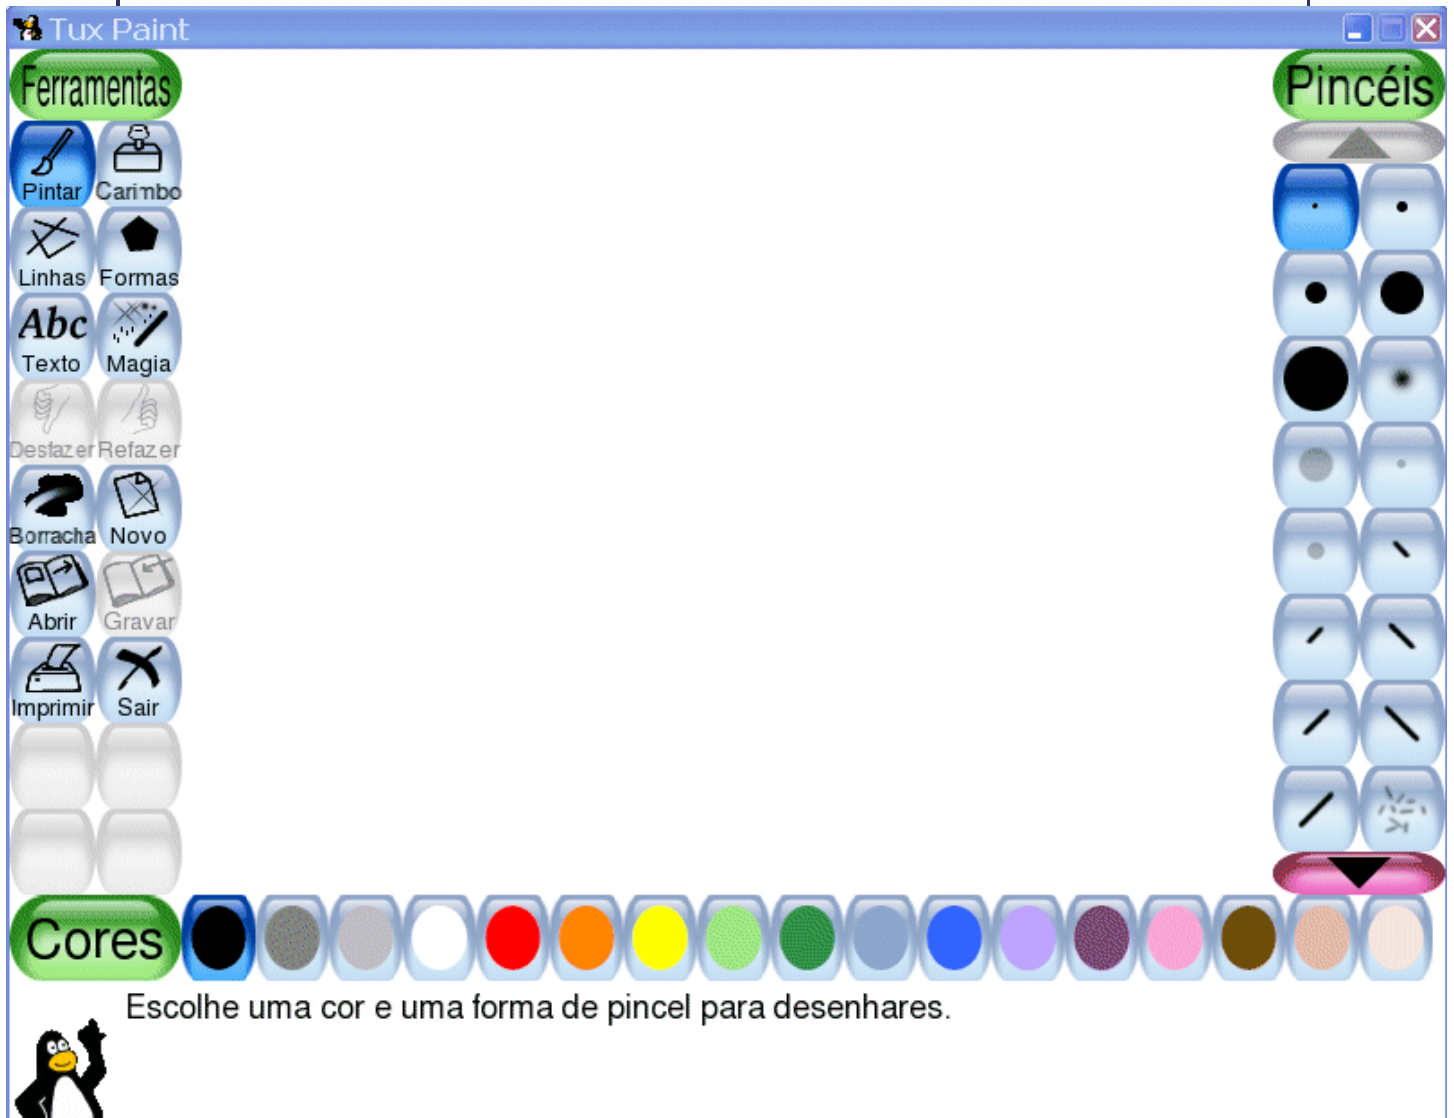 Tux Paint
Ferramentas
Pincéis
Pintar Carimbo
Linhas Formas
Abc
Texto Magia
Desfazer Refazer
Borracha Novo
Abrir Gravar
Imprimir Sair
Cores
Escolhe uma cor e uma forma de pincel para desenhares.